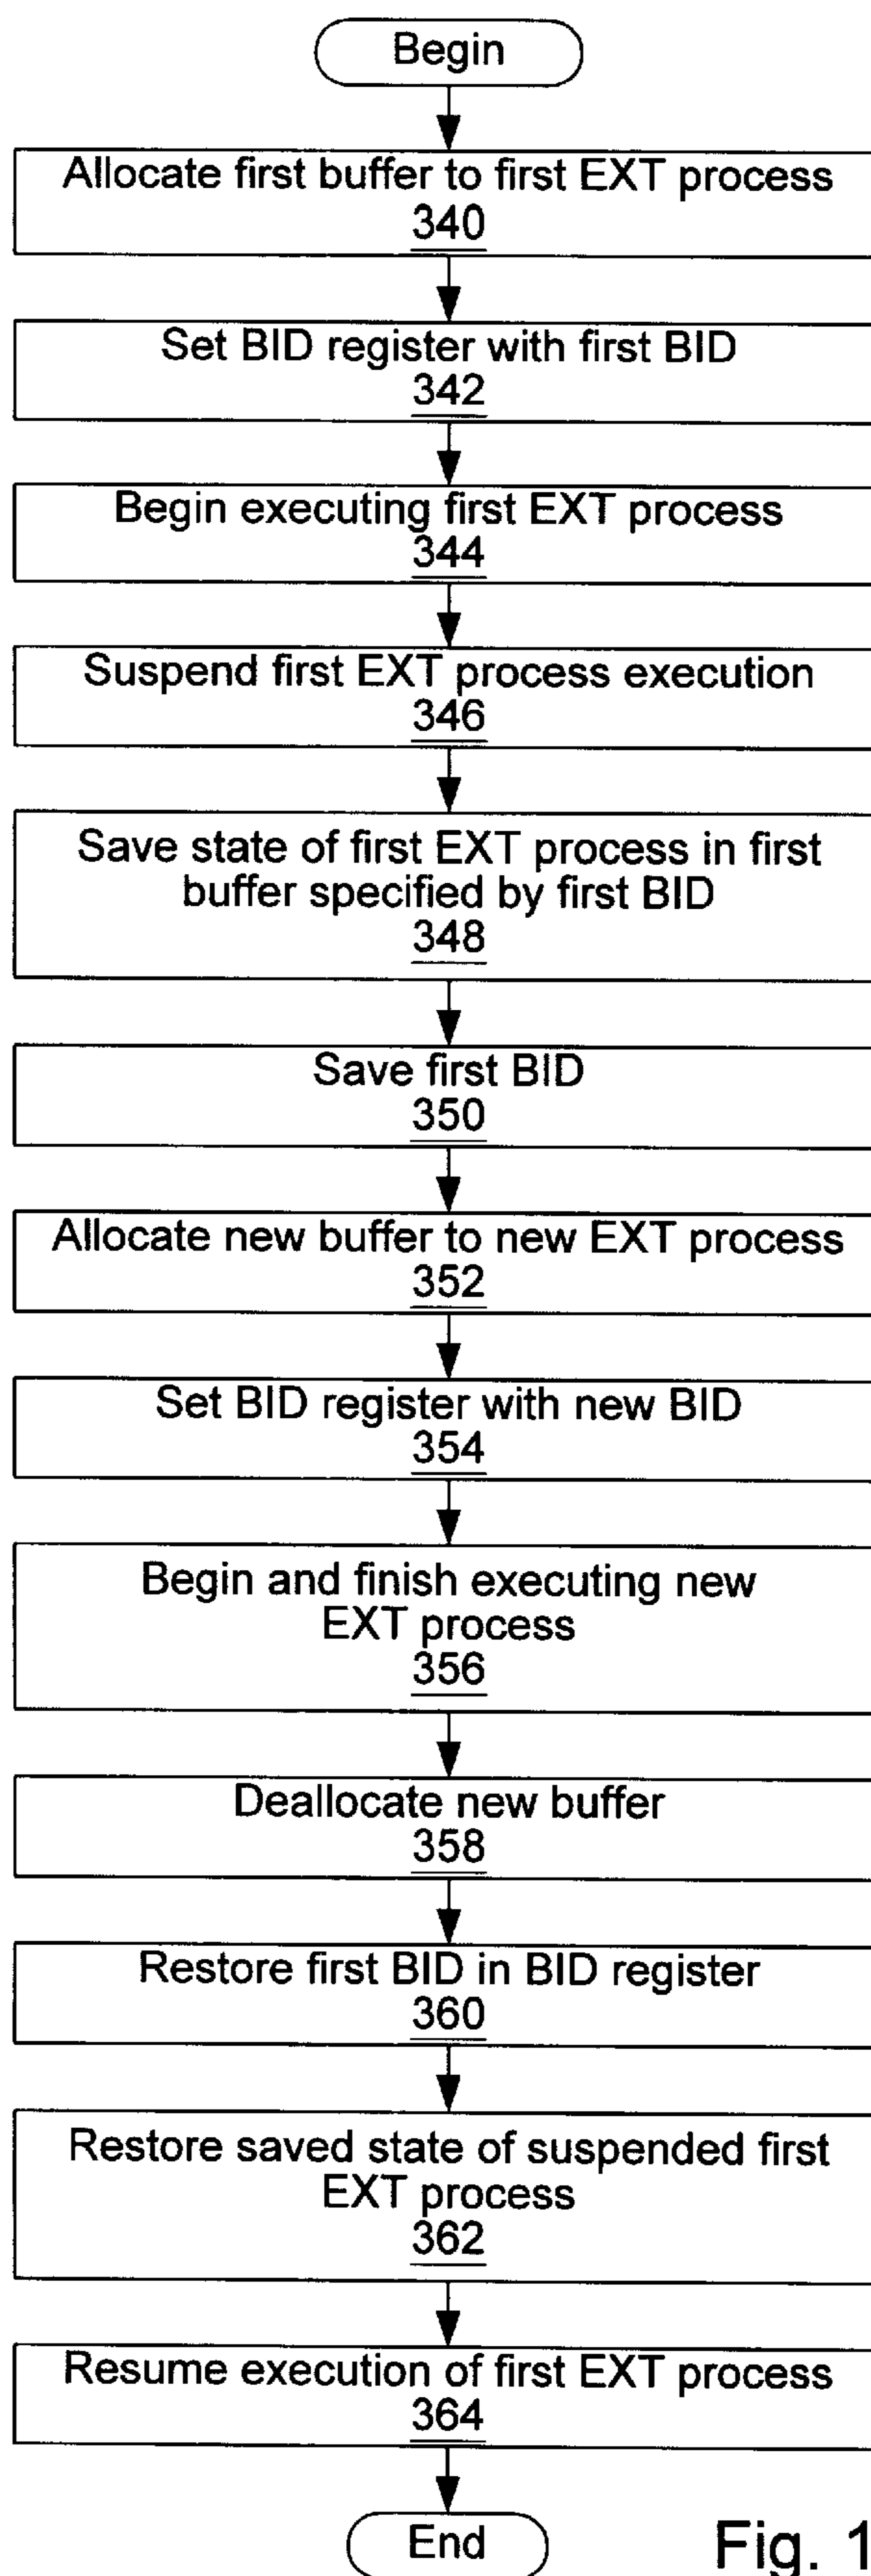 Begin
Allocate first buffer to first EXT process
340
Set BID register with first BID
342
Begin executing first EXT process
344
Suspend first EXT process execution
346
Save state of first EXT process in first
buffer specified by first BID
348
Save first BID
350
Allocate new buffer to new EXT process
352
Set BID register with new BID
354
Begin and finish executing new
EXT process
356
Deallocate new buffer
358
Restore first BID in BID register
360
Restore saved state of suspended first
EXT process
362
Resume execution of first EXT process
364
End
Fig. 1